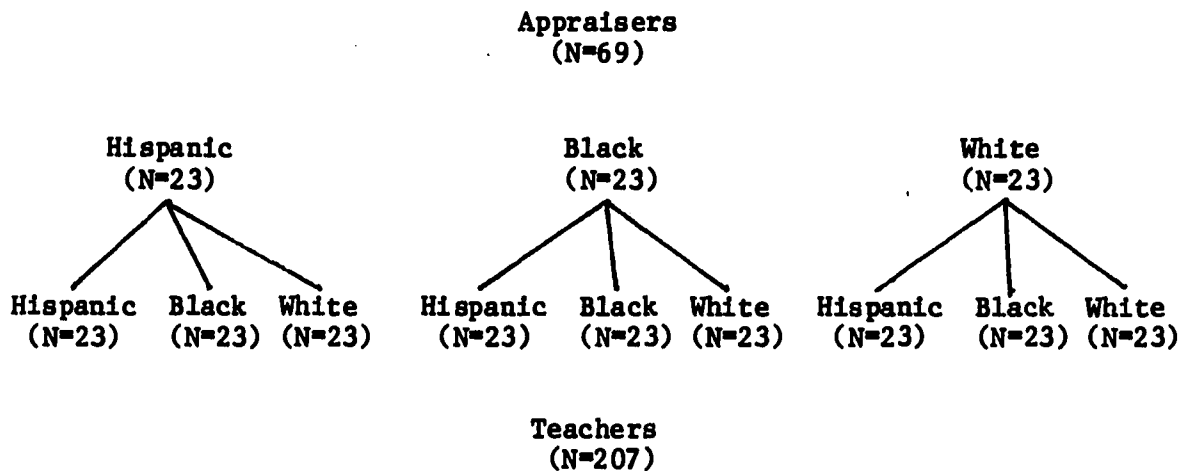 Appraisers
(N=69)
Hispanic Black White
(N=23) (N=23) (N=23)
Hispanic Black White Hispanic Black White Hispanic Black White
(N=23) (N=23) (N=23) (N=23) (N=23) (N=23) (N=23) (N=23) (N=23)
Teachers
(N=207)